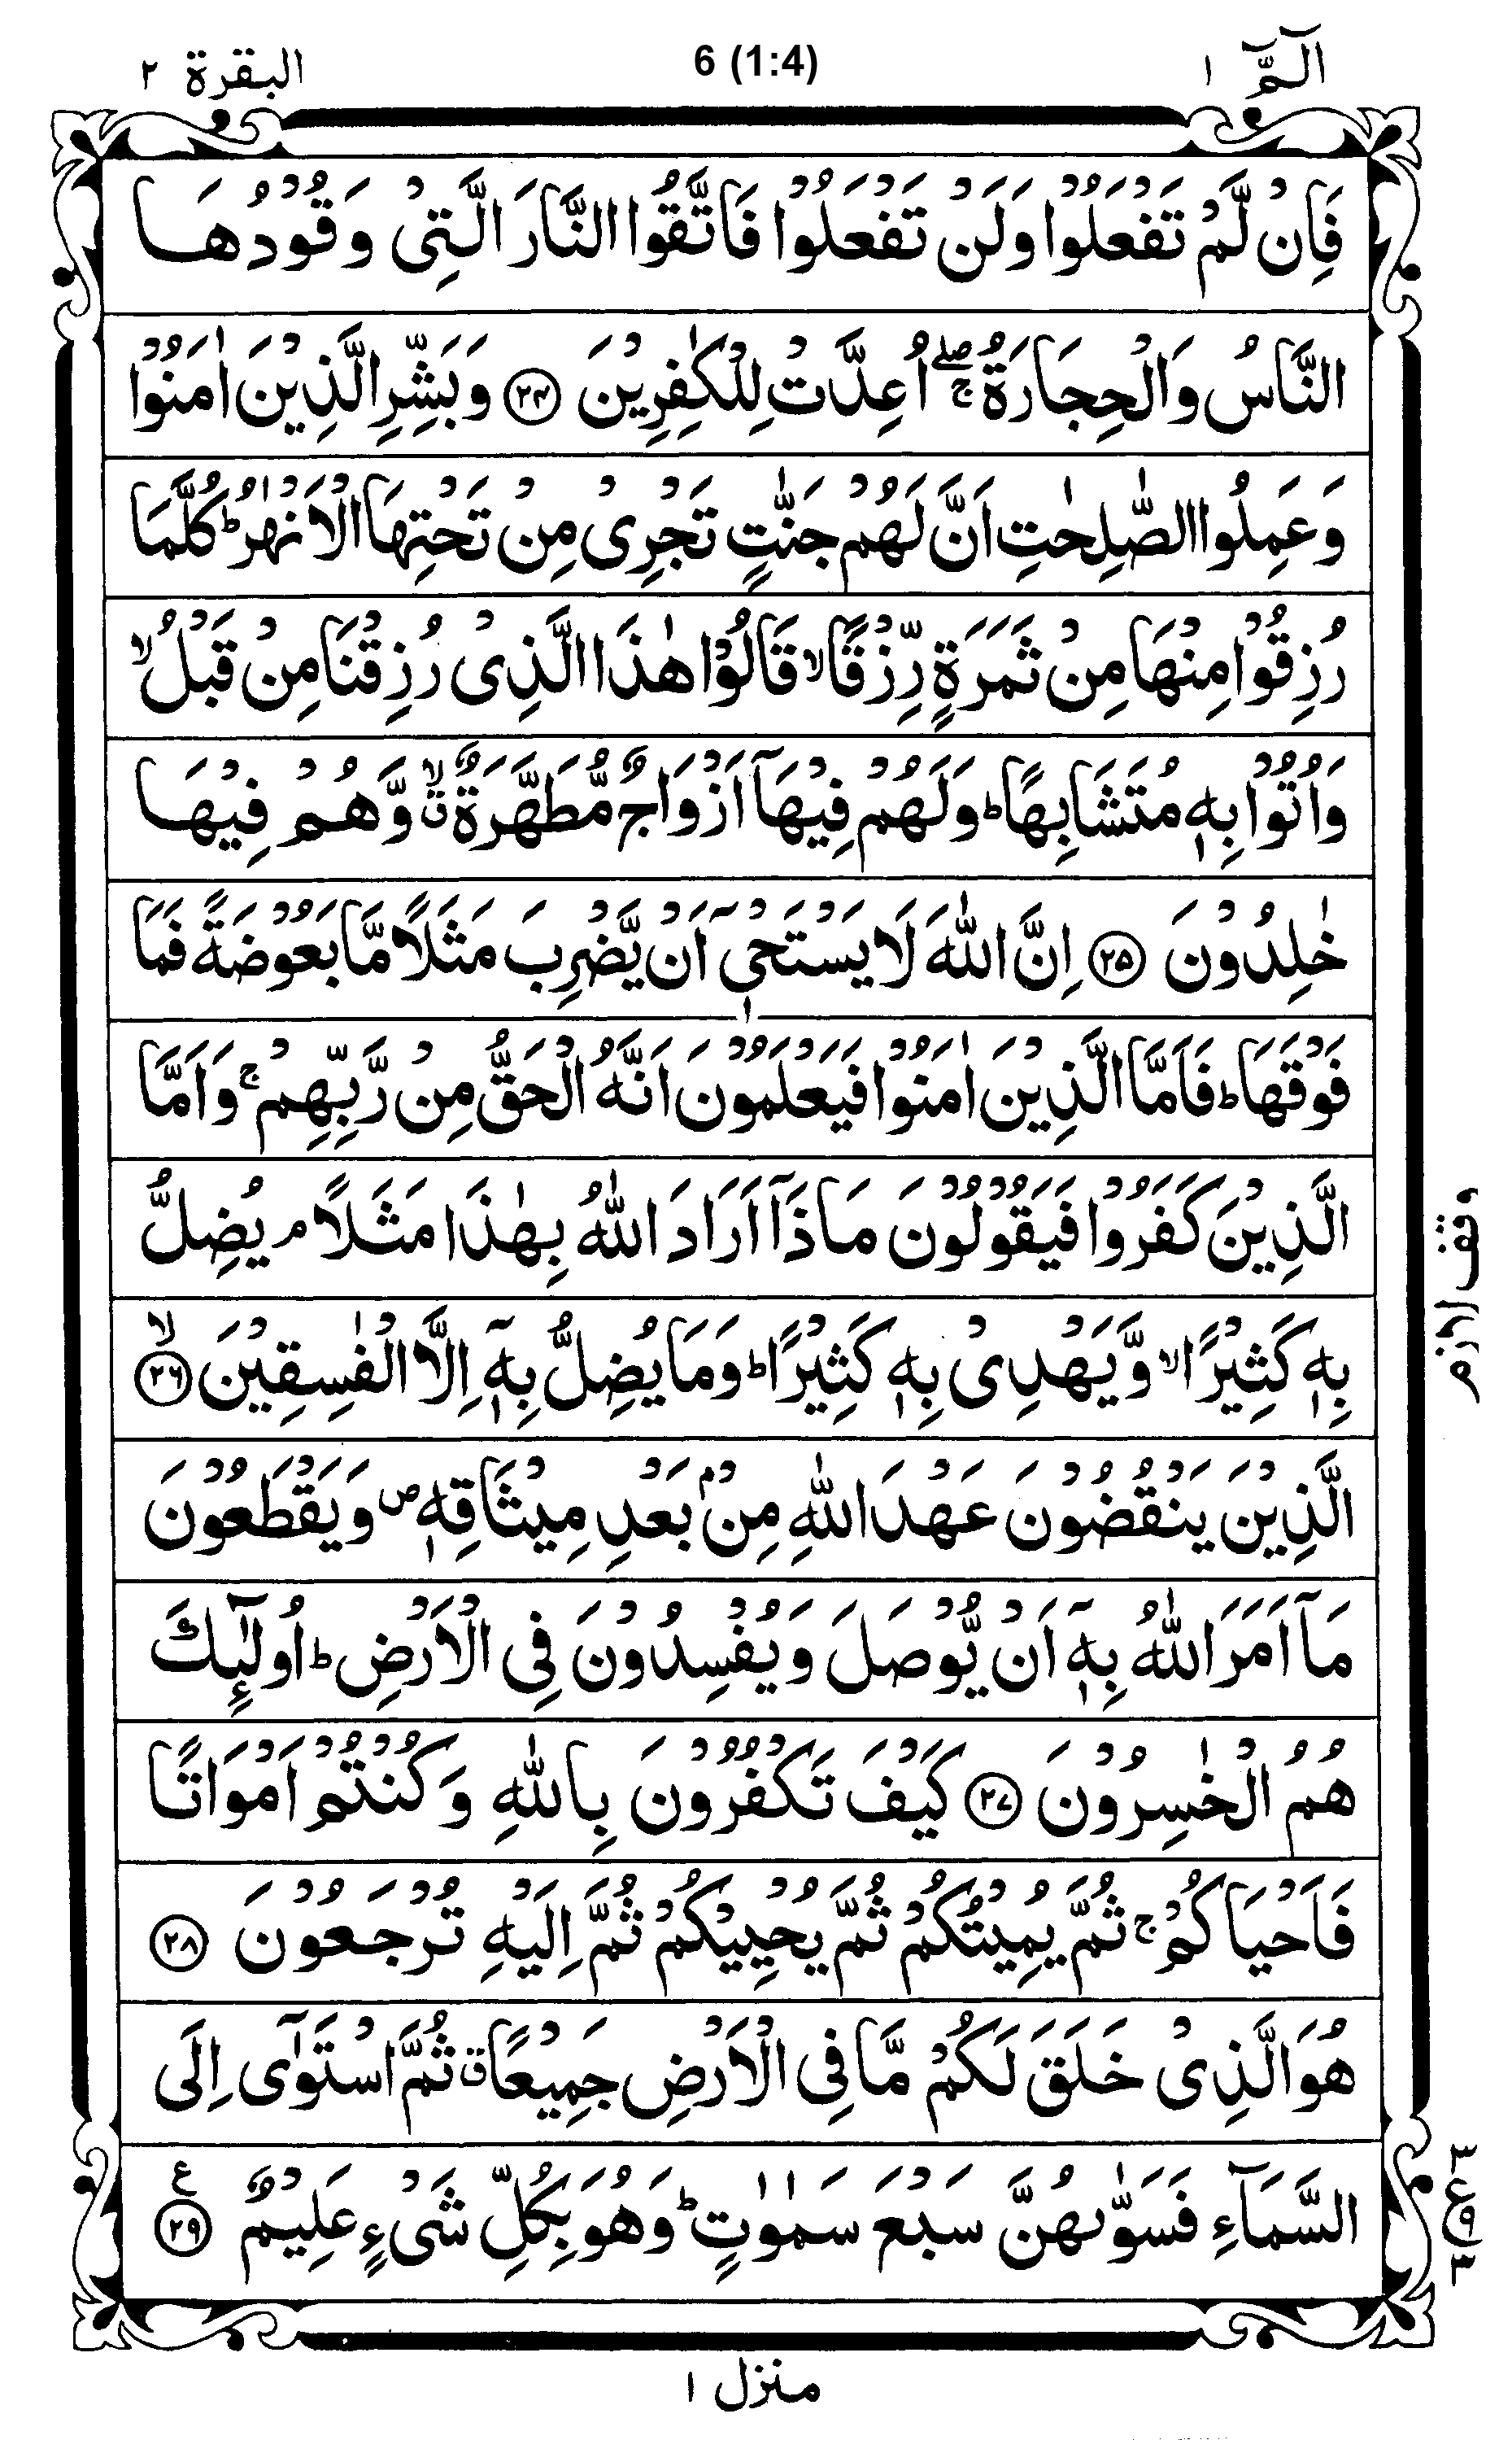 الٓمّٓ ١
6 (1:4)
البقرة ٢
فَاِنْ لَّمْ تَفْعَلُوْا وَلَنْ تَفْعَلُوْا فَاتَّقُوا النَّارَ الَّتِیْ وَقُوْدُهَا
النَّاسُ وَالْحِجَارَةُ ۖۚ اُعِدَّتْ لِلْكٰفِرِیْنَ ﴿۲۴﴾ وَبَشِّرِ الَّذِیْنَ اٰمَنُوْا
وَعَمِلُوا الصّٰلِحٰتِ اَنَّ لَهُمْ جَنّٰتٍ تَجْرِیْ مِنْ تَحْتِهَا الْاَنْهٰرُ ؕ كُلَّمَا
رُزِقُوْا مِنْهَا مِنْ ثَمَرَةٍ رِّزْقًا ۙ قَالُوْا هٰذَا الَّذِیْ رُزِقْنَا مِنْ قَبْلُ ۙ
وَاُتُوْا بِهٖ مُتَشَابِهًا ؕ وَلَهُمْ فِیْهَاۤ اَزْوَاجٌ مُّطَهَّرَةٌ ۙۗ وَّهُمْ فِیْهَا
خٰلِدُوْنَ ﴿۲۵﴾ اِنَّ اللّٰهَ لَا یَسْتَحْیٖۤ اَنْ یَّضْرِبَ مَثَلًا مَّا بَعُوْضَةً فَمَا
فَوْقَهَا ؕ فَاَمَّا الَّذِیْنَ اٰمَنُوْا فَیَعْلَمُوْنَ اَنَّهُ الْحَقُّ مِنْ رَّبِّهِمْ ۚ وَاَمَّا
الَّذِیْنَ كَفَرُوْا فَیَقُوْلُوْنَ مَاذَاۤ اَرَادَ اللّٰهُ بِهٰذَا مَثَلًا ۘ یُضِلُّ
وقف لازم
بِهٖ كَثِیْرًا ۙ وَّیَهْدِیْ بِهٖ كَثِیْرًا ؕ وَمَا یُضِلُّ بِهٖۤ اِلَّا الْفٰسِقِیْنَ ﴿۲۶﴾ ۙ
الَّذِیْنَ یَنْقُضُوْنَ عَهْدَ اللّٰهِ مِنْۢ بَعْدِ مِیْثَاقِهٖ ۪ وَیَقْطَعُوْنَ
مَاۤ اَمَرَ اللّٰهُ بِهٖۤ اَنْ یُّوْصَلَ وَیُفْسِدُوْنَ فِی الْاَرْضِ ؕ اُولٰٓئِكَ
هُمُ الْخٰسِرُوْنَ ﴿۲۷﴾ كَیْفَ تَكْفُرُوْنَ بِاللّٰهِ وَكُنْتُمْ اَمْوَاتًا
فَاَحْیَاكُمْ ۚ ثُمَّ یُمِیْتُكُمْ ثُمَّ یُحْیِیْكُمْ ثُمَّ اِلَیْهِ تُرْجَعُوْنَ ﴿۲۸﴾
هُوَ الَّذِیْ خَلَقَ لَكُمْ مَّا فِی الْاَرْضِ جَمِیْعًا ۗ ثُمَّ اسْتَوٰۤی اِلَی
السَّمَآءِ فَسَوّٰىهُنَّ سَبْعَ سَمٰوٰتٍ ؕ وَهُوَ بِكُلِّ شَیْءٍ عَلِیْمٌ ﴿۲۹﴾ ع
٣
ع
٩
٣
منزل ١